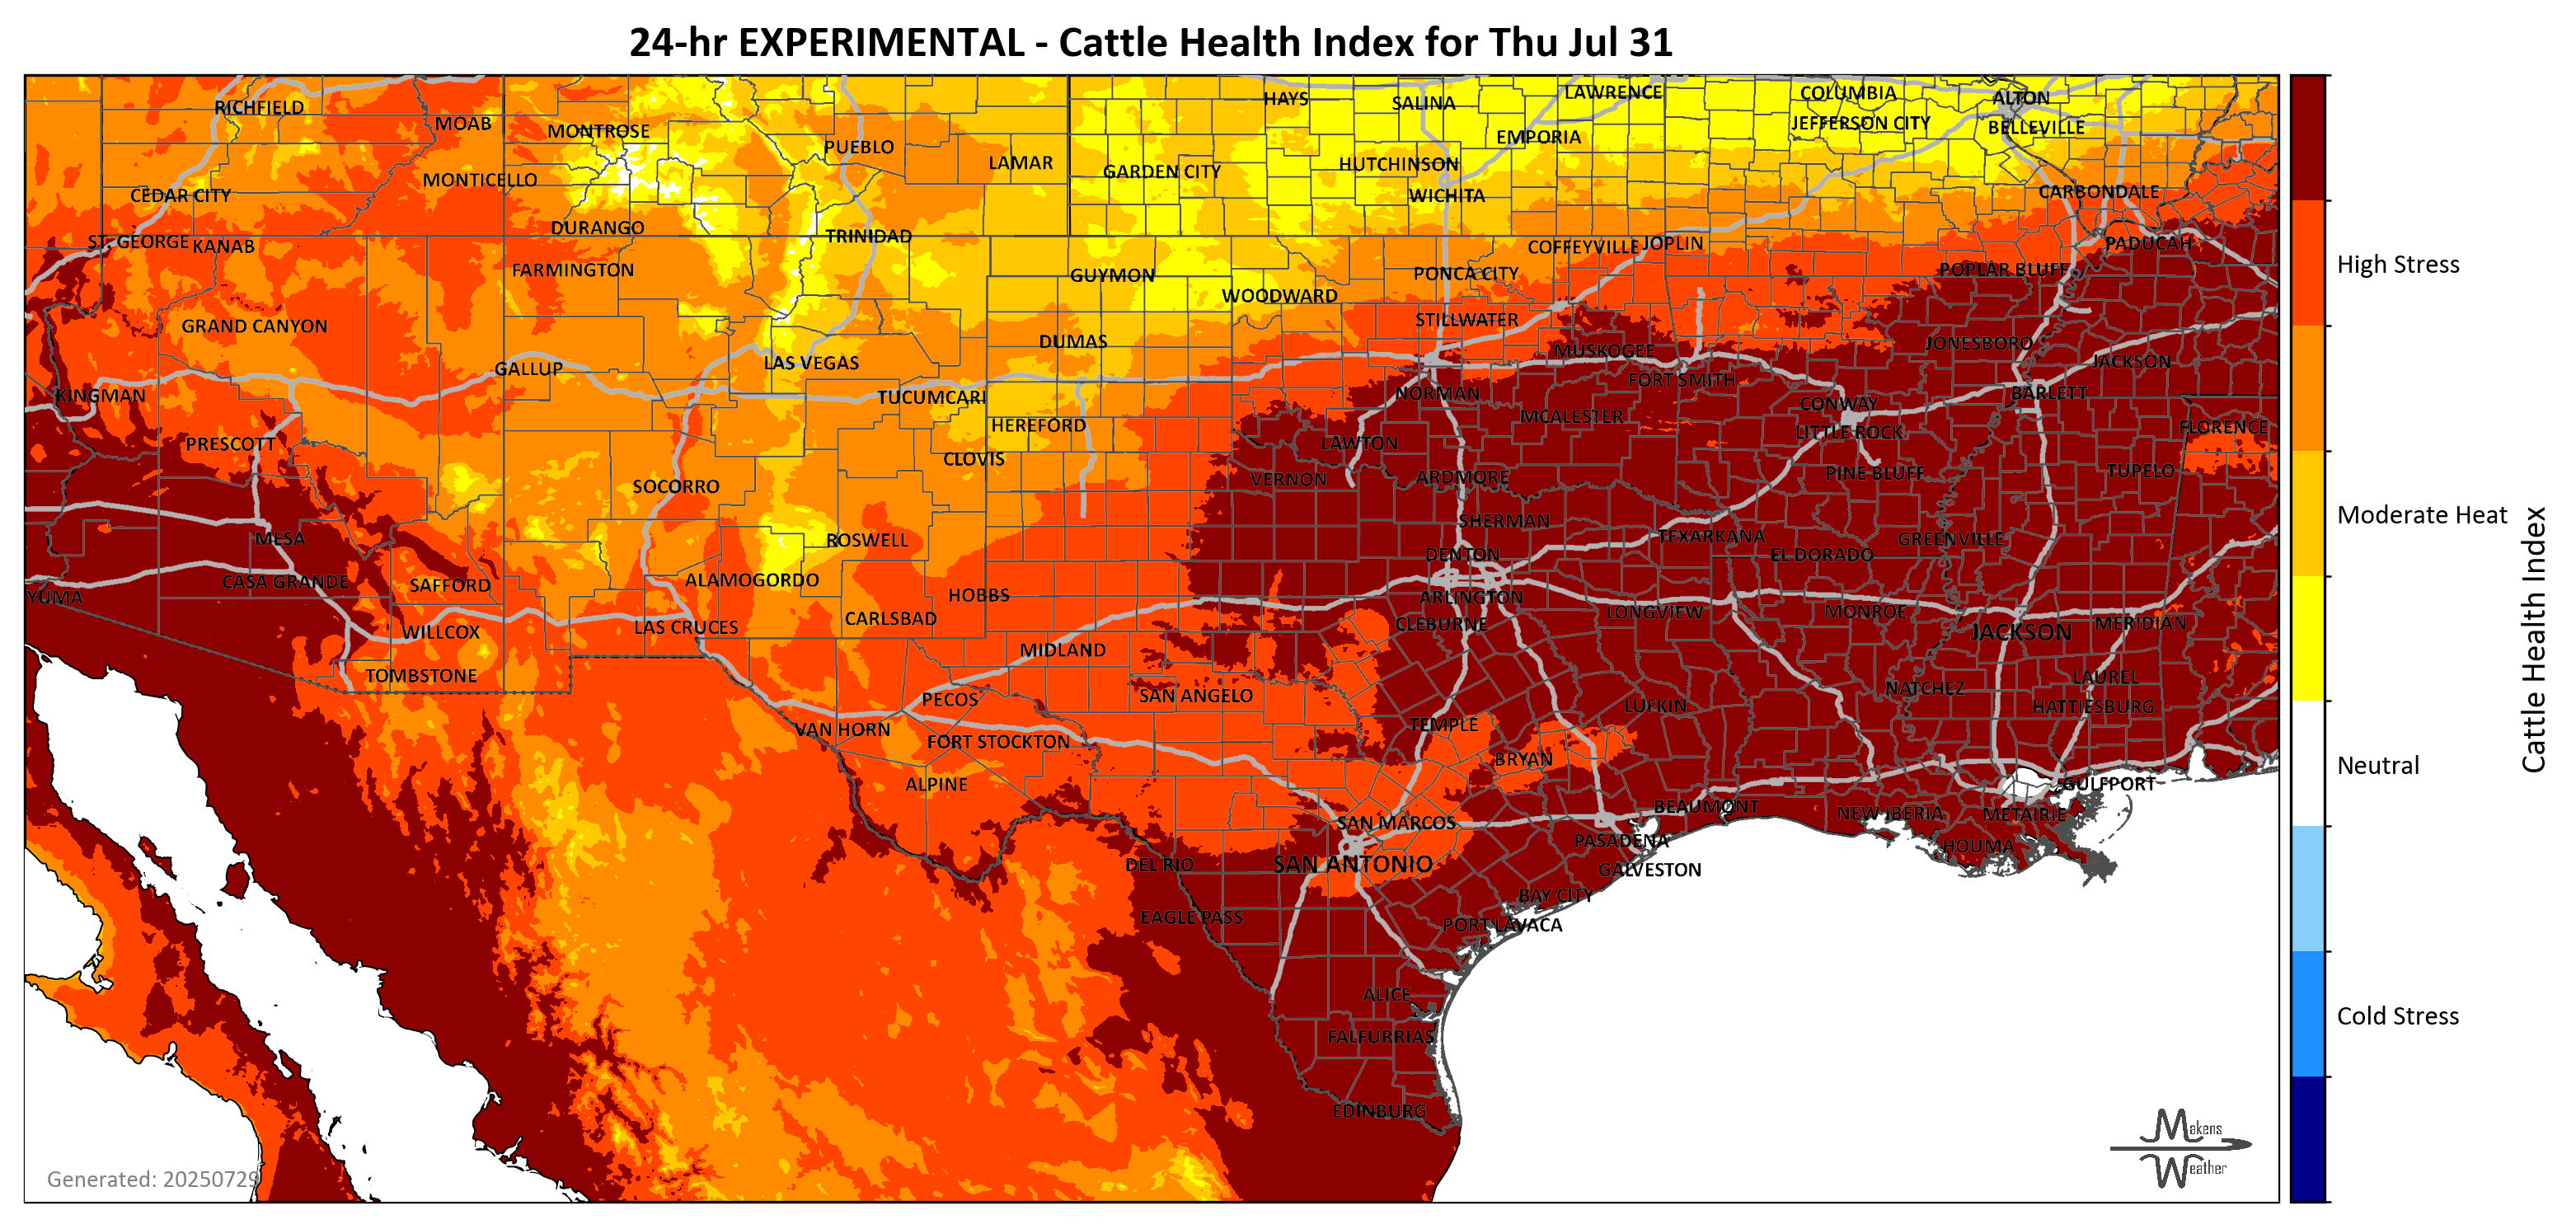 24-hr EXPERIMENTAL - Cattle Health Index for Thu Jul 31
RICHFIELD
MOAB
MONTROSE
PUEBLO
LAMAR
HAYS
SALINA
LAWRENCE
COLUMBIA
ALTON
EMPORIA
JEFFERSON CITY
BELLEVILLE
MONTICELLO
GARDEN CITY
HUTCHINSON
CEDAR CITY
WICHITA
CARBONDALE
ST. GEORGE
KANAB
DURANGO
TRINIDAD
COFFEYVILLE
JOPLIN
PADUCAH
FARMINGTON
GUYMON
PONCA CITY
POPLAR BLUFF
High Stress
WOODWARD
GRAND CANYON
STILLWATER
DUMAS
MUSKOGEE
JONESBORO
GALLUP
LAS VEGAS
FORT SMITH
JACKSON
KINGMAN
TUCUMCARI
NORMAN
BARLETT
MCALESTER
CONWAY
HEREFORD
LITTLE ROCK
FLORENCE
PRESCOTT
LAWTON
CLOVIS
VERNON
ARDMORE
PINE BLUFF
TUPELO
SOCORRO
SHERMAN
Moderate Heat
MESA
ROSWELL
TEXARKANA
GREENVILLE
DENTON
EL DORADO
CASA GRANDE
SAFFORD
ALAMOGORDO
YUMA
HOBBS
ARLINGTON
LONGVIEW
MONROE
WILLCOX
LAS CRUCES
CARLSBAD
CLEBURNE
JACKSON
MERIDIAN
MIDLAND
TOMBSTONE
PECOS
SAN ANGELO
NATCHEZ
LAUREL
LUFKIN
HATTIESBURG
VAN HORN
FORT STOCKTON
TEMPLE
BRYAN
Neutral
ALPINE
GULFPORT
SAN MARCOS
BEAUMONT
NEW IBERIA
METAIRIE
PASADENA
HOUMA
DEL RIO
SAN ANTONIO
GALVESTON
BAY CITY
EAGLE PASS
PORT LAVACA
ALICE
Cold Stress
FALFURRIAS
EDINBURG
Cattle Health Index
Makens
Weather
Generated: 20250729